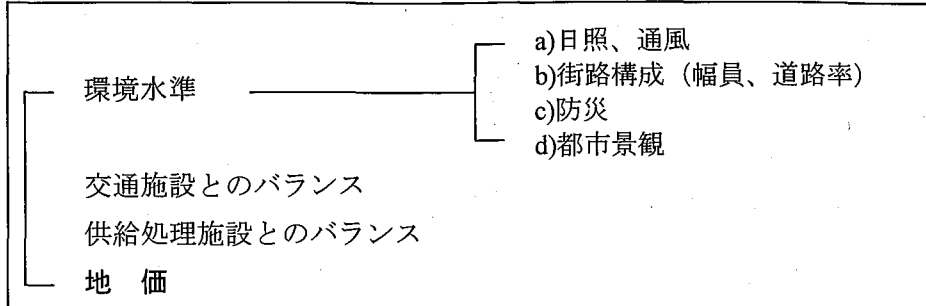 a)日照、通風
環境水準
b)街路構成（幅員、道路率）
c)防災
d)都市景観
交通施設とのバランス
供給処理施設とのバランス
地　価